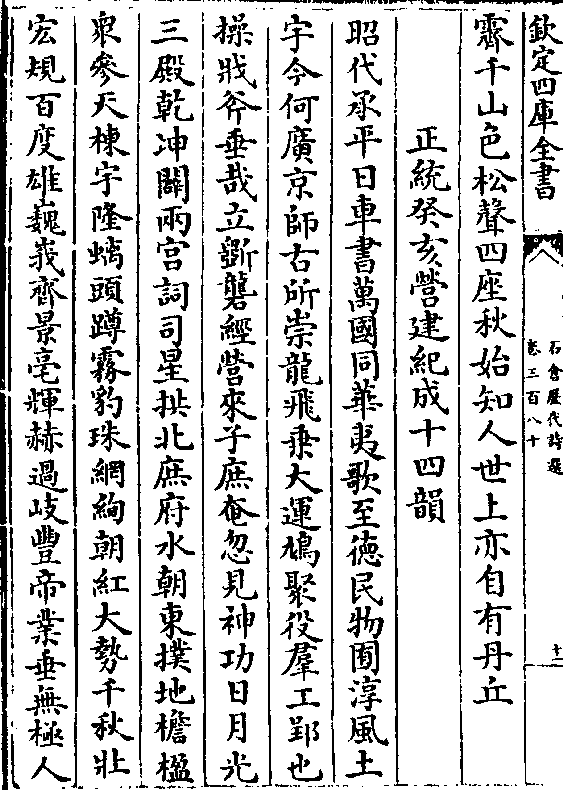 欽定四庫全書
石倉歷代詩選
卷三百八十
十二
霽千山色松聲四座秋始知人世上亦自有丹丘
正統癸亥營建紀成十四韻
昭代承平日車書萬國同華夷歌至德民物囿淳風土
宇今何廣京師古所崇龍飛乘大運鳩聚役羣工郢也
操戕斧垂哉立斵礱經營來子庶奄忽見神功日月光
三殿乾坤闢兩宫詞司星拱北庶府水朝東撲地檐楹
衆參天棟宇隆螭頭蹲霧豹珠網絢朝紅大勢千秋壯
宏規百度雄巍峩齊景亳輝赫過岐豐帝業垂無極人